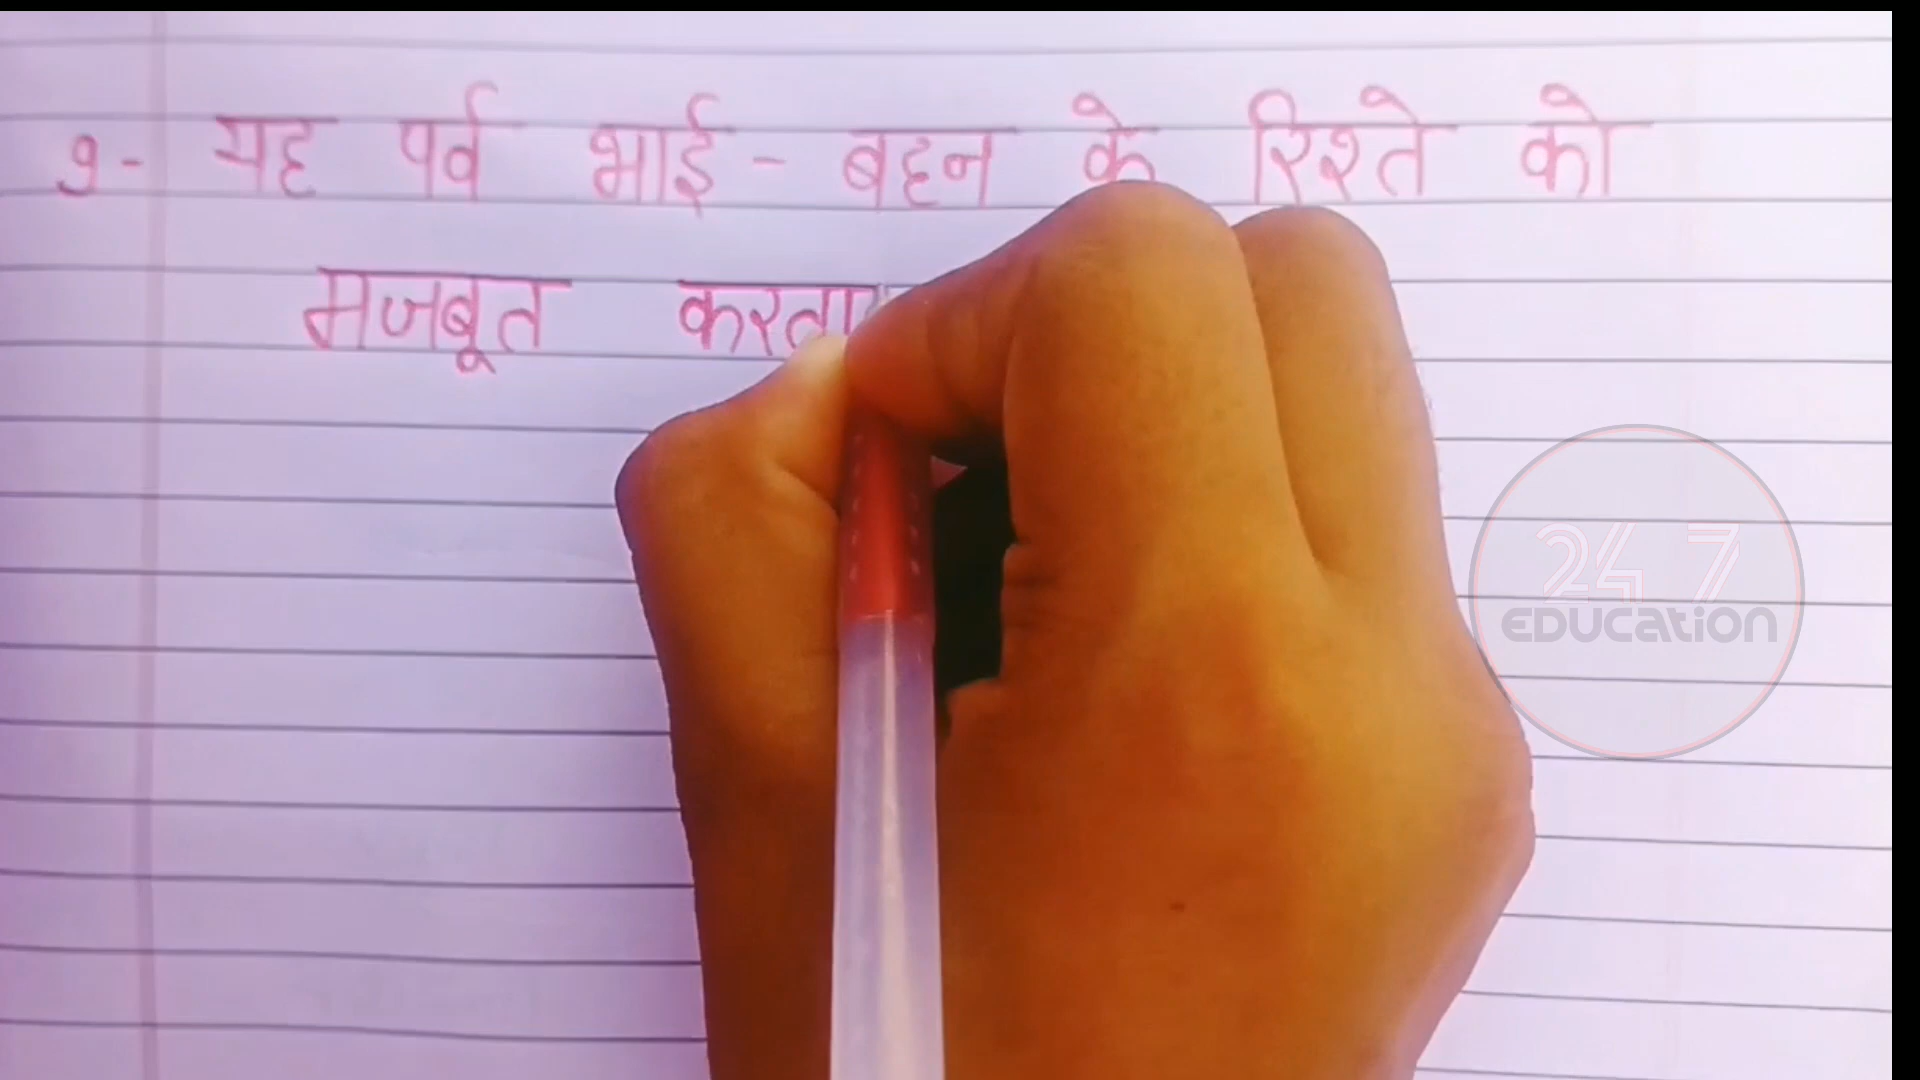 9- यह पर्व भाई - बहन के रिश्ते को
मजबूत करता
24 7
EDUCATION